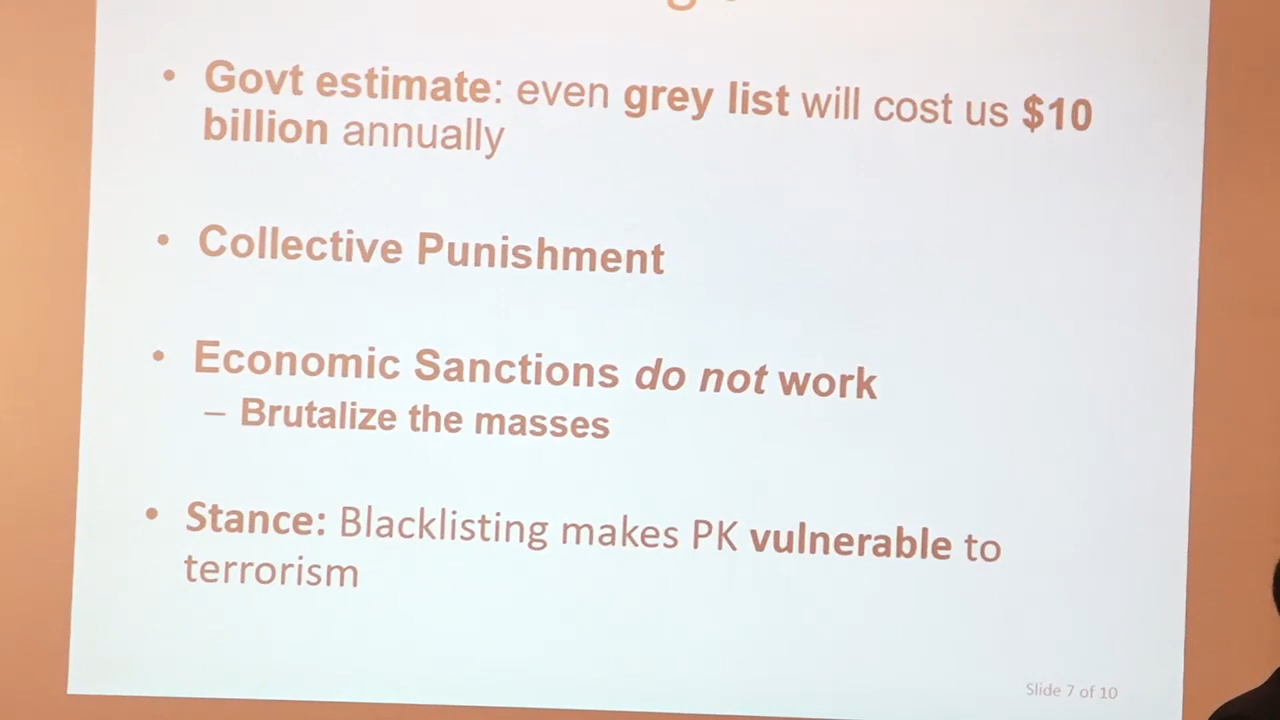 • Govt estimate: even grey list will cost us $10
billion annually
• Collective Punishment
• Economic Sanctions do not work
– Brutalize the masses
• Stance: Blacklisting makes PK vulnerable to
terrorism
Slide 7 of 10